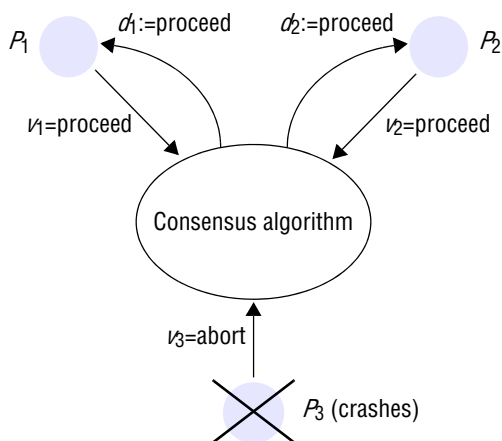 d1:=proceed
d2:=proceed
P1
P2
v1=proceed
v2=proceed
Consensus algorithm
v3=abort
P3 (crashes)